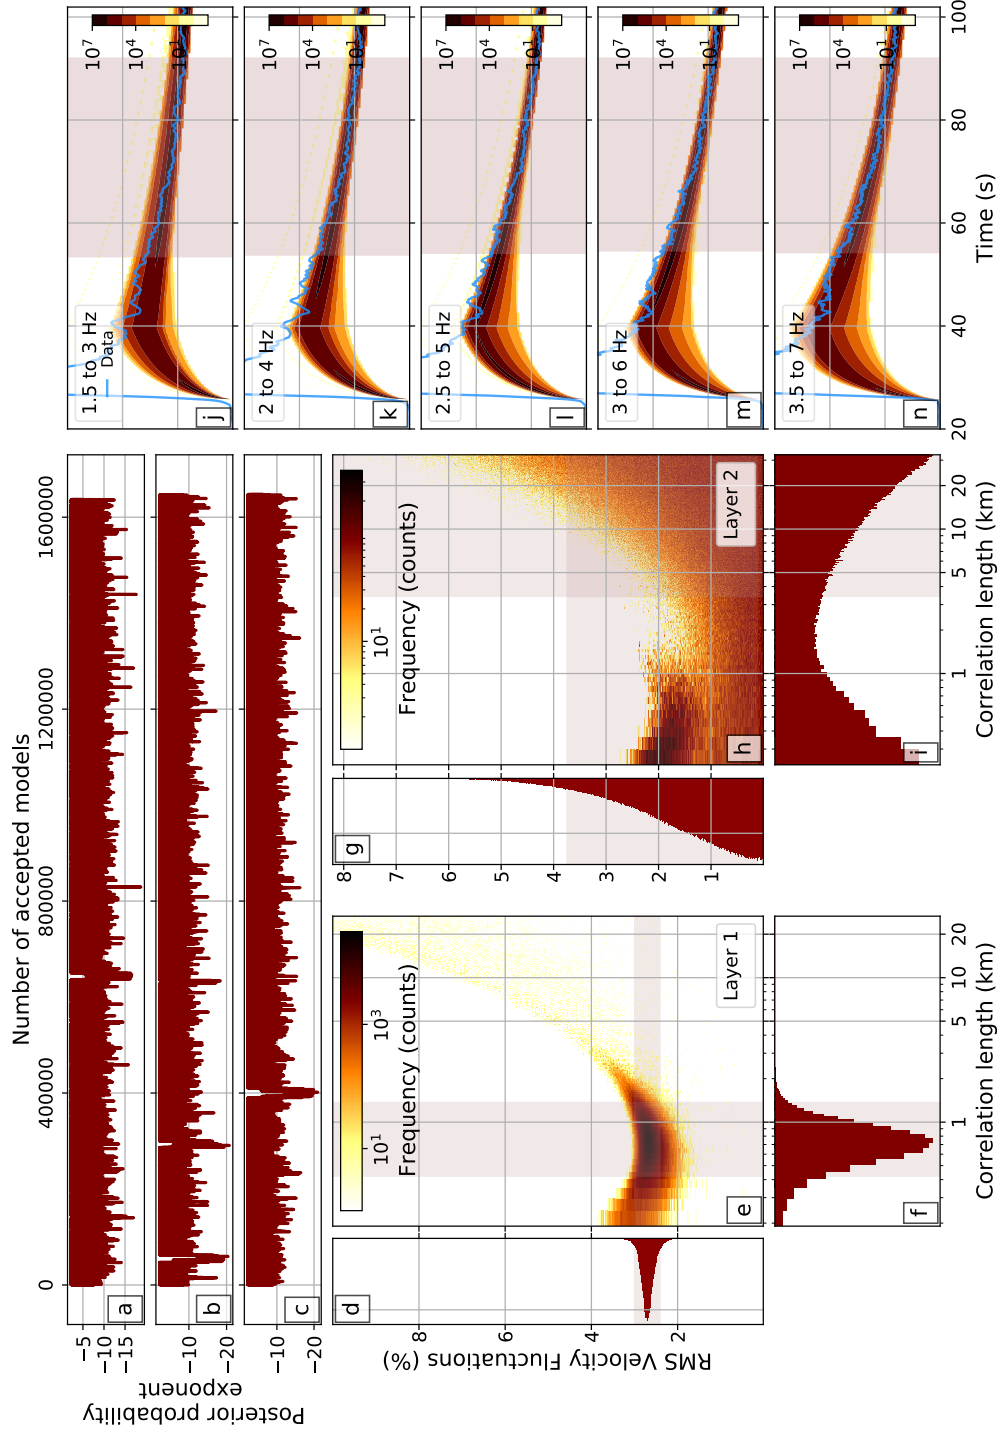 Number of accepted models
0
400000
800000
1200000
1600000
−5
−10
−15
a
−10
−20
b
−10
−20
c
Posterior probability
exponent
d
8
6
4
2
RMS Velocity Fluctuations (%)
10¹
10³
Frequency (counts)
e
Layer 1
f
1
5
10
20
Correlation length (km)
g
8
7
6
5
4
3
2
1
10¹
Frequency (counts)
h
Layer 2
i
1
5
10
20
Correlation length (km)
1.5 to 3 Hz
Data
j
10⁷
10⁴
10¹
2 to 4 Hz
k
10⁷
10⁴
10¹
2.5 to 5 Hz
l
10⁷
10⁴
10¹
3 to 6 Hz
m
10⁷
10⁴
10¹
3.5 to 7 Hz
n
10⁷
10⁴
10¹
20
40
60
80
100
Time (s)